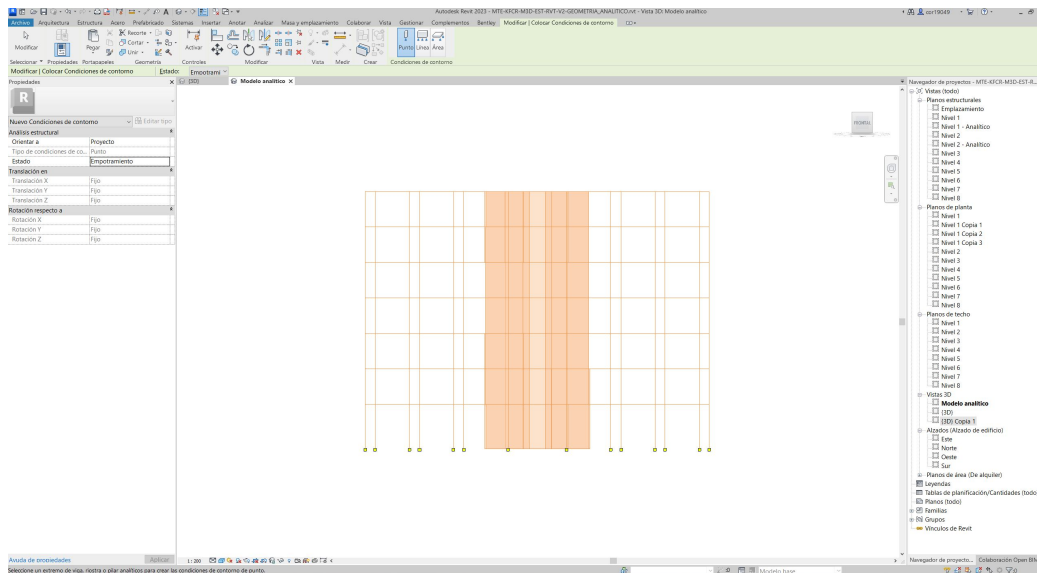 Autodesk Revit 2023 - MTE-KFCR-M3D-EST-RVT-V2-GEOMETRIA_ANALITICO.rvt - Vista 3D: Modelo analítico
cor19049
Archivo Arquitectura Estructura Acero Prefabricado Sistemas Insertar Anotar Analizar Masa y emplazamiento Colaborar Vista Gestionar Complementos Bentley Modificar | Colocar Condiciones de contorno
Modificar Pegar Recorte Cortar Unir Activar Punto Línea Área
Seleccionar Propiedades Portapapeles Geometría Controles Modificar Vista Medir Crear Condiciones de contorno
Modificar | Colocar Condiciones de contorno Estado: Empotrami
Propiedades
{3D} Modelo analítico
R
Nuevo Condiciones de contorno Editar tipo
Análisis estructural
Orientar a Proyecto
Tipo de condiciones de co... Punto
Estado Empotramiento
Traslación en
Translación X Fijo
Translación Y Fijo
Translación Z Fijo
Rotación respecto a
Rotación X Fijo
Rotación Y Fijo
Rotación Z Fijo
FRONTAL
Navegador de proyectos - MTE-KFCR-M3D-EST-R...
Vistas (todo)
Planos estructurales
Emplazamiento
Nivel 1
Nivel 1 - Analítico
Nivel 2
Nivel 2 - Analítico
Nivel 3
Nivel 4
Nivel 5
Nivel 6
Nivel 7
Nivel 8
Planos de planta
Nivel 1
Nivel 1 Copia 1
Nivel 1 Copia 2
Nivel 1 Copia 3
Nivel 2
Nivel 3
Nivel 4
Nivel 5
Nivel 6
Nivel 7
Nivel 8
Planos de techo
Nivel 1
Nivel 2
Nivel 3
Nivel 4
Nivel 5
Nivel 6
Nivel 7
Nivel 8
Vistas 3D
Modelo analítico
{3D}
{3D} Copia 1
Alzados (Alzado de edificio)
Este
Norte
Oeste
Sur
Planos de área (De alquiler)
Leyendas
Tablas de planificación/Cantidades (todo
Planos (todo)
Familias
Grupos
Vínculos de Revit
Ayuda de propiedades Aplicar
1 : 200
Navegador de proyecto... Colaboración Open BIM
Seleccione un extremo de viga, riostra o pilar analíticos para crear las condiciones de contorno de punto.
Modelo base